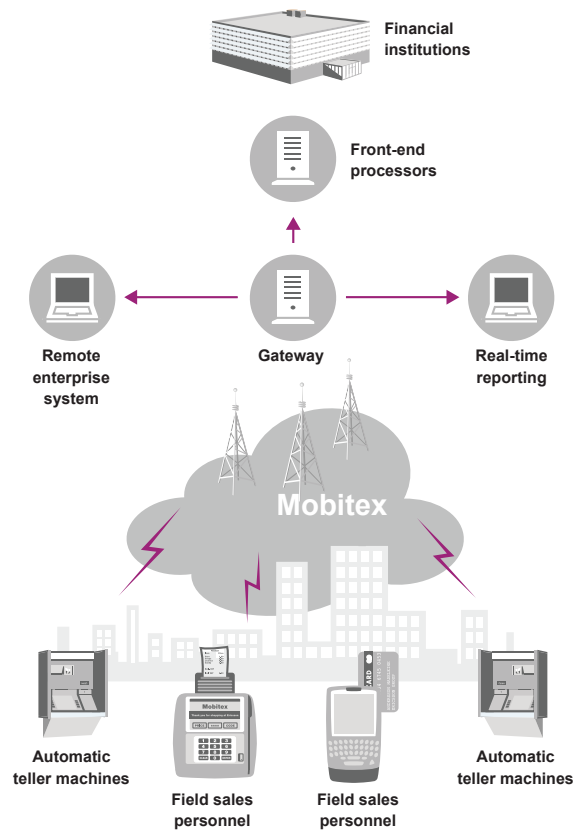 Financial
institutions
Front-end
processors
Remote
enterprise
system
Gateway
Real-time
reporting
Mobitex
Mobitex
CARD
Automatic
teller machines
Field sales
personnel
Field sales
personnel
Automatic
teller machines